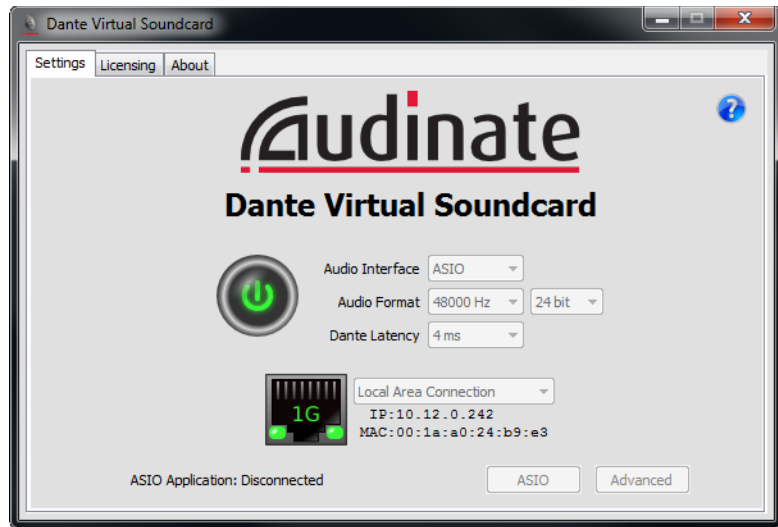 Dante Virtual Soundcard
Settings Licensing About
Audinate
?
Dante Virtual Soundcard
Audio Interface ASIO
Audio Format 48000 Hz 24 bit
Dante Latency 4 ms
Local Area Connection
1G IP:10.12.0.242
MAC:00:1a:a0:24:b9:e3
ASIO Application: Disconnected ASIO Advanced